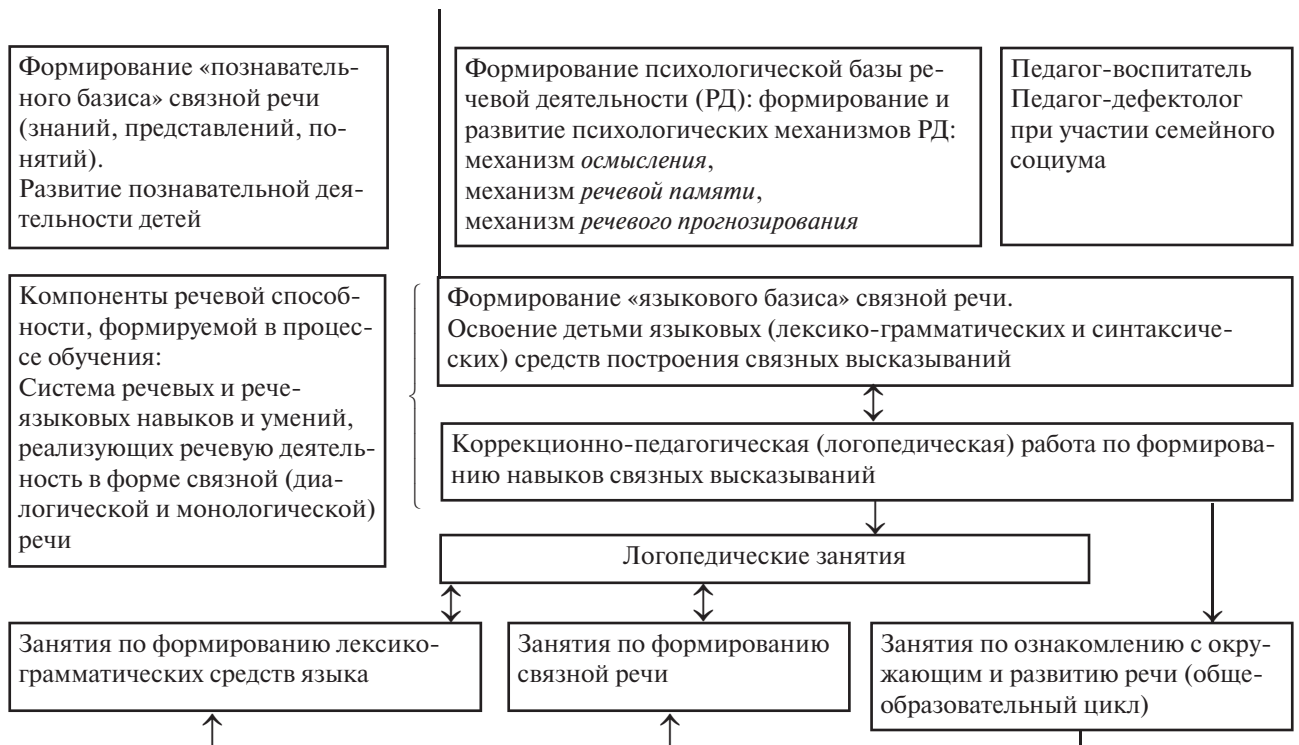 Формирование «познаватель-
ного базиса» связной речи
(знаний, представлений, по-
нятий).
Развитие познавательной дея-
тельности детей
Формирование психологической базы ре-
чевой деятельности (РД): формирование и
развитие психологических механизмов РД:
механизм осмысления,
механизм речевой памяти,
механизм речевого прогнозирования
Педагог-воспитатель
Педагог-дефектолог
при участии семейного
социума
Компоненты речевой способ-
ности, формируемой в процес-
се обучения:
Система речевых и рече-
языковых навыков и умений,
реализующих речевую деятель-
ность в форме связной (диа-
логической и монологической)
речи
Формирование «языкового базиса» связной речи.
Освоение детьми языковых (лексико-грамматических и синтаксиче-
ских) средств построения связных высказываний
Коррекционно-педагогическая (логопедическая) работа по формирова-
нию навыков связных высказываний
Логопедические занятия
Занятия по формированию лексико-
грамматических средств языка
Занятия по формированию
связной речи
Занятия по ознакомлению с окру-
жающим и развитию речи (обще-
образовательный цикл)